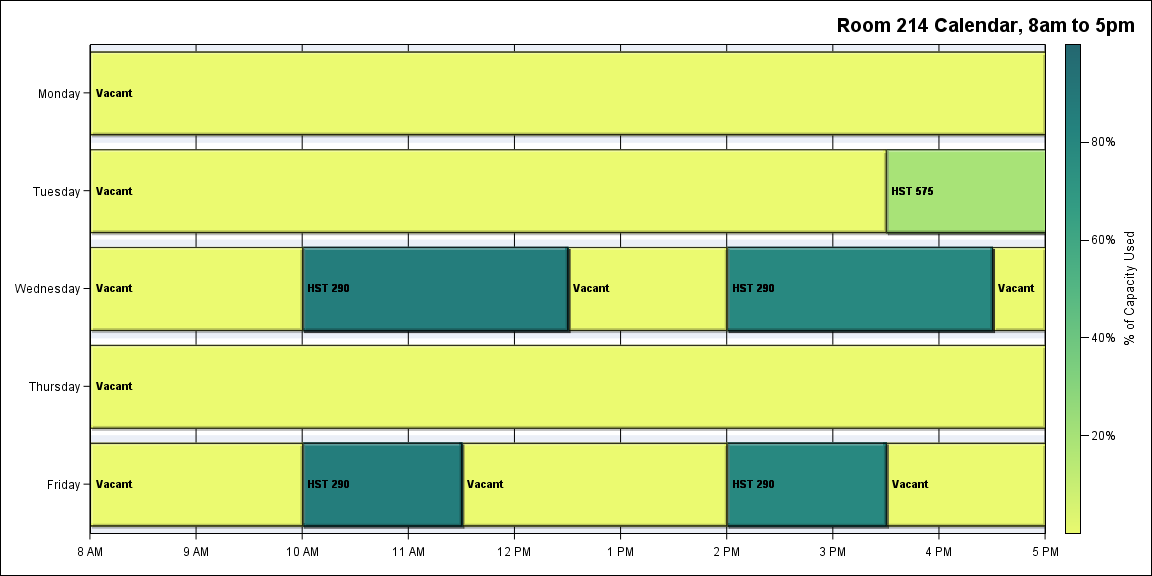 Room 214 Calendar, 8am to 5pm
Monday
Vacant
Tuesday
Vacant
HST 575
Wednesday
Vacant
HST 290
Vacant
HST 290
Vacant
Thursday
Vacant
Friday
Vacant
HST 290
Vacant
HST 290
Vacant
8 AM
9 AM
10 AM
11 AM
12 PM
1 PM
2 PM
3 PM
4 PM
5 PM
80%
60%
40%
20%
% of Capacity Used